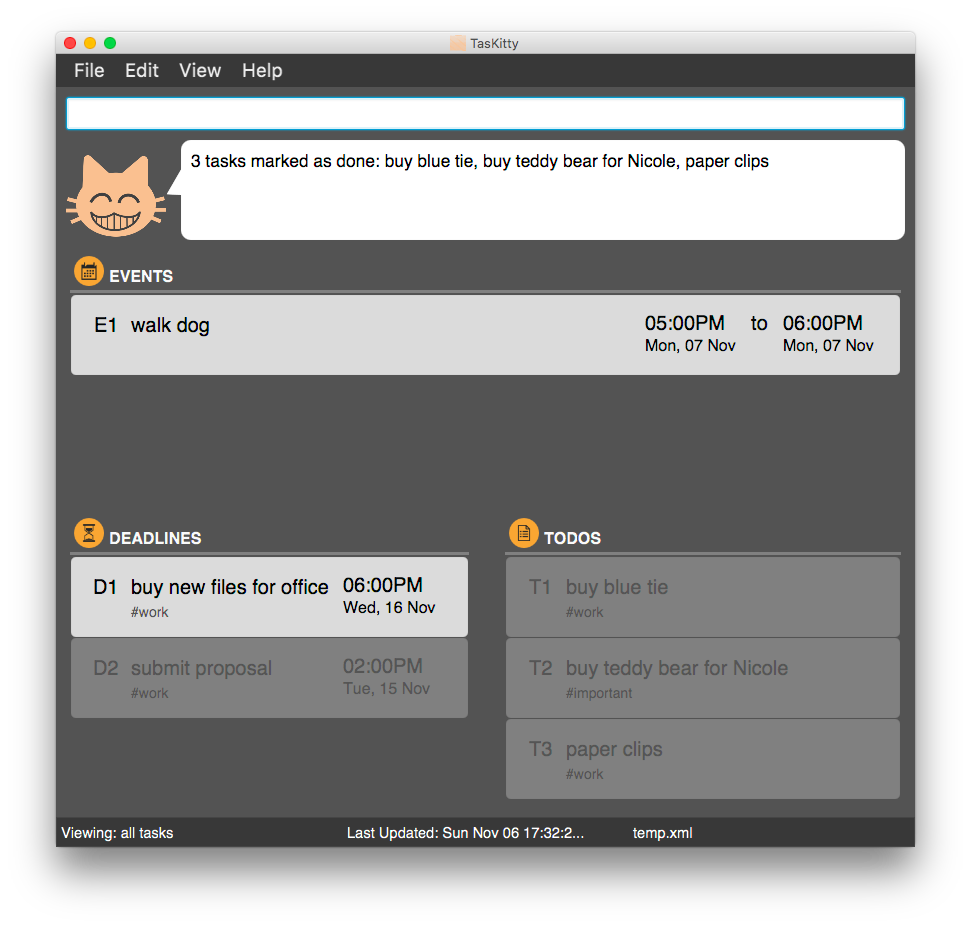 TasKitty
File Edit View Help
3 tasks marked as done: buy blue tie, buy teddy bear for Nicole, paper clips
EVENTS
E1 walk dog 05:00PM to 06:00PM
Mon, 07 Nov Mon, 07 Nov
DEADLINES
D1 buy new files for office 06:00PM
#work Wed, 16 Nov
D2 submit proposal 02:00PM
#work Tue, 15 Nov
TODOS
T1 buy blue tie
#work
T2 buy teddy bear for Nicole
#important
T3 paper clips
#work
Viewing: all tasks Last Updated: Sun Nov 06 17:32:2... temp.xml